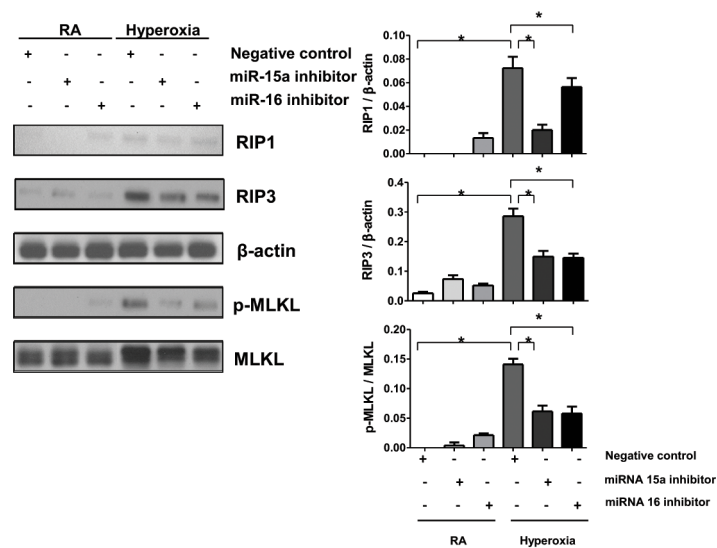 RA Hyperoxia
+ - - + - - Negative control
- + - - + - miR-15a inhibitor
- - + - - + miR-16 inhibitor
RIP1
RIP3
β-actin
p-MLKL
MLKL
RIP1 / β-actin
0.12
0.08
0.06
0.04
0.02
0.00
* * *
RIP3 / β-actin
0.4
0.3
0.2
0.1
0.0
* * *
p-MLKL / MLKL
0.20
0.15
0.10
0.05
0.00
* * *
+ - - + - - Negative control
- + - - + - miRNA 15a inhibitor
- - + - - + miRNA 16 inhibitor
RA Hyperoxia